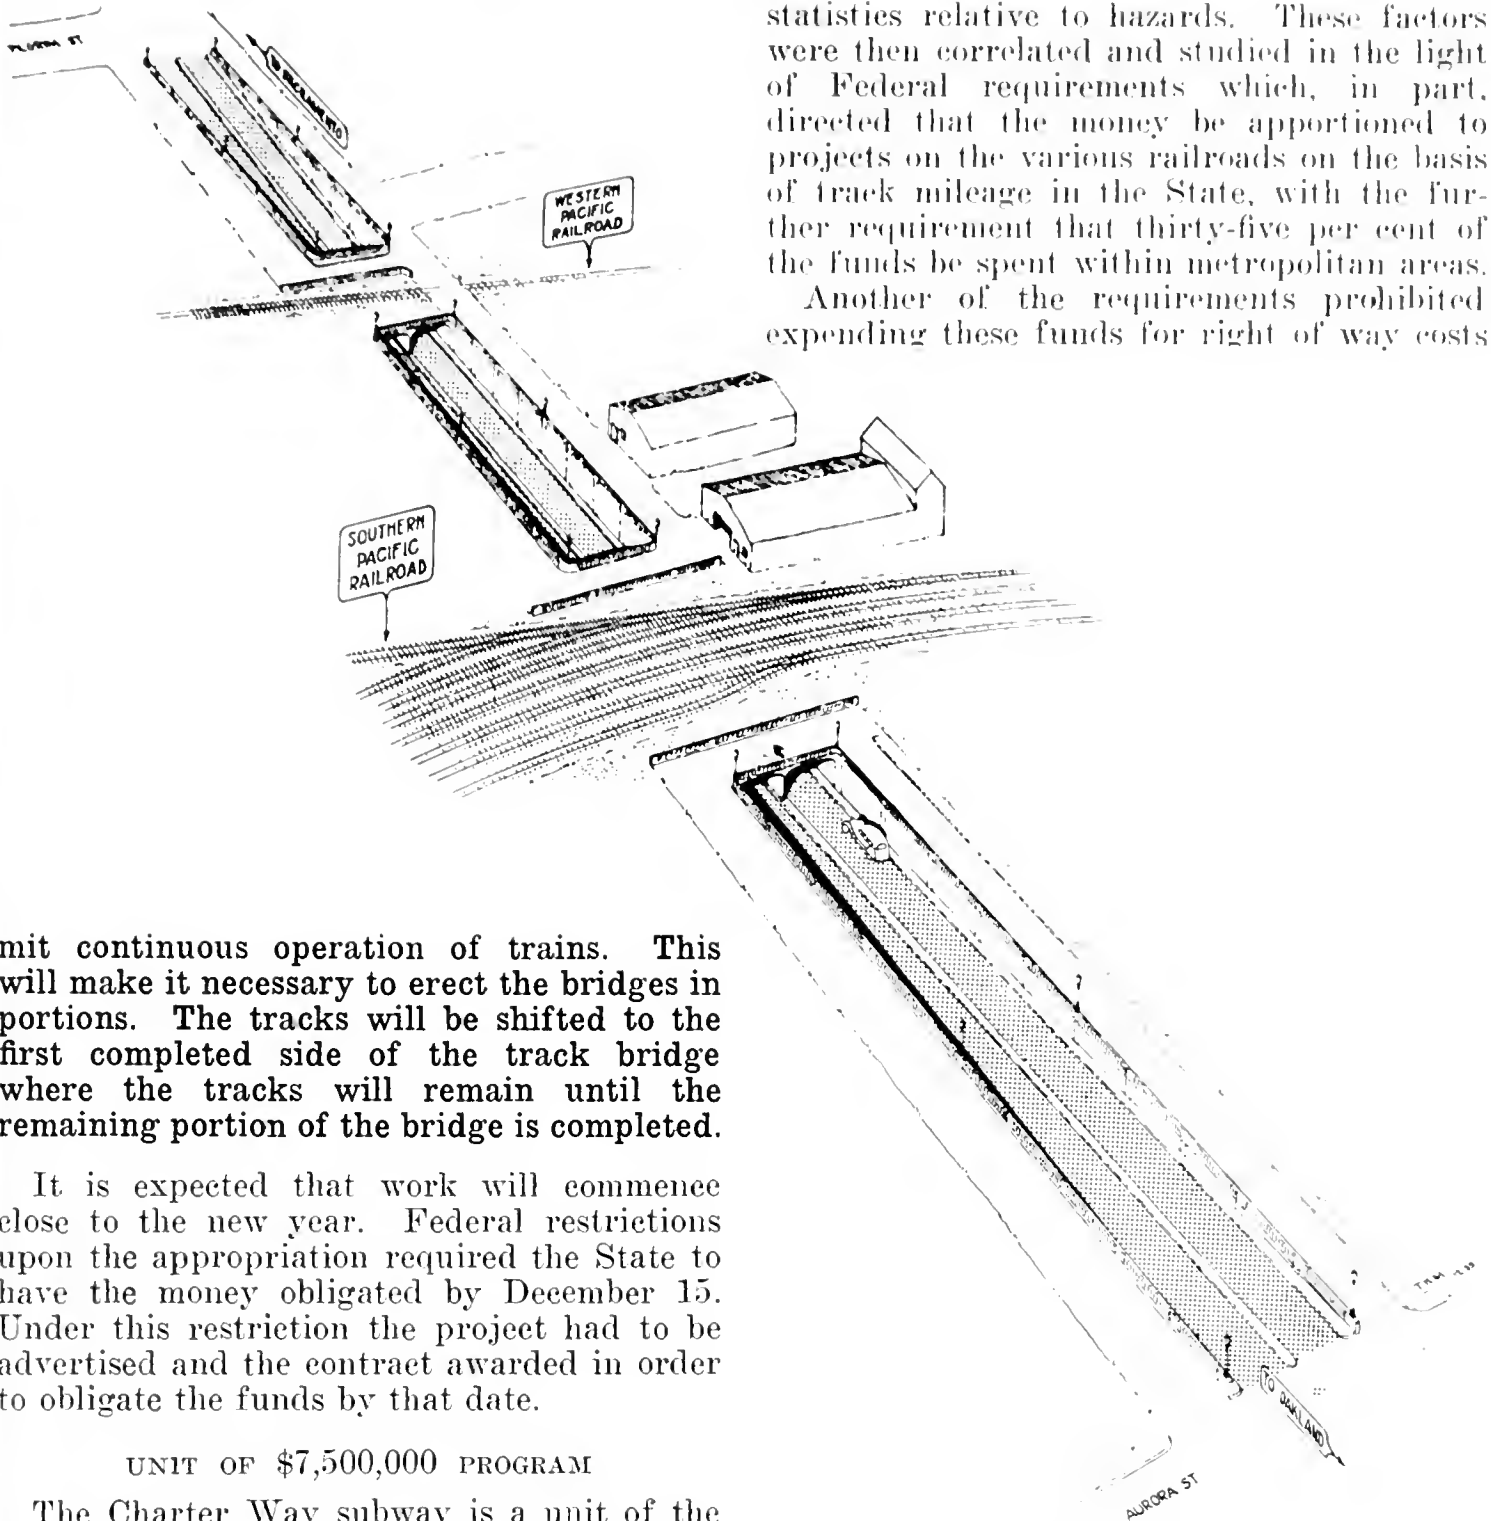 statistics relative to hazards. These factors
were then correlated and studied in the light
of Federal requirements which, in part,
directed that the money be apportioned to
projects on the various railroads on the basis
of track mileage in the State, with the fur-
ther requirement that thirty-five per cent of
the funds be spent within metropolitan areas.
Another of the requirements prohibited
expending these funds for right of way costs
ST
TO SACRAMENTO
WESTERN
PACIFIC
RAILROAD
SOUTHERN
PACIFIC
RAILROAD
mit continuous operation of trains. This
will make it necessary to erect the bridges in
portions. The tracks will be shifted to the
first completed side of the track bridge
where the tracks will remain until the
remaining portion of the bridge is completed.
It is expected that work will commence
close to the new year. Federal restrictions
upon the appropriation required the State to
have the money obligated by December 15.
Under this restriction the project had to be
advertised and the contract awarded in order
to obligate the funds by that date.
UNIT OF $7,500,000 PROGRAM
The Charter Way subway is a unit of the
TO OAKLAND
AURORA ST